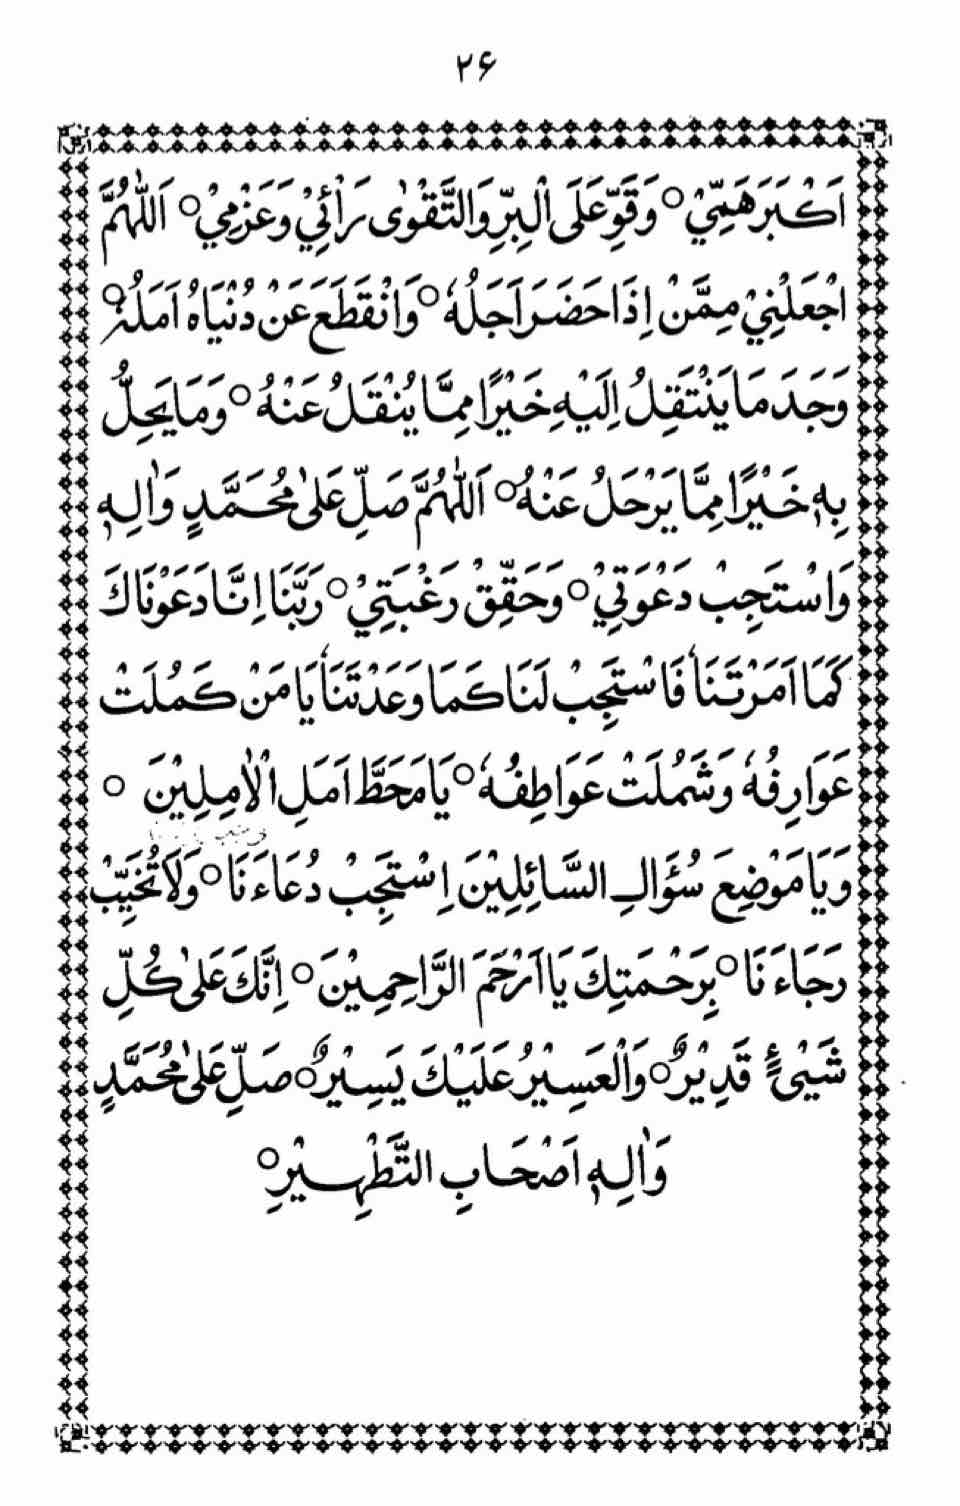 ۲۶
اَكْبَرَ هَمِّيْ○ وَقَوِّ عَلَى الْبِرِّ وَالتَّقْوٰى رَأْئِيْ وَعَزْمِيْ○ اَللّٰهُمَّ
اجْعَلْنِيْ مِمَّنْ اِذَا حَضَرَ اَجَلُهٗ○ وَانْقَطَعَ عَنْ دُنْيَاهُ اَمَلُهٗ○
وَجَدَ مَا يَنْتَقِلُ اِلَيْهِ خَيْرًا مِمَّا يُنْقَلُ عَنْهُ○ وَمَا يَحِلُّ
بِهٖ خَيْرًا مِمَّا يَرْحَلُ عَنْهُ○ اَللّٰهُمَّ صَلِّ عَلٰى مُحَمَّدٍ وَاٰلِهٖ
وَاسْتَجِبْ دَعْوَتِيْ○ وَحَقِّقْ رَغْبَتِيْ○ رَبَّنَا اِنَّا دَعَوْنَاكَ
كَمَا اَمَرْتَنَا فَاسْتَجِبْ لَنَا كَمَا وَعَدْتَنَا يَا مَنْ كَمُلَتْ
عَوَارِفُهٗ وَشَمُلَتْ عَوَاطِفُهٗ○ يَا مَحَطَّ اَمَلِ الْاٰمِلِيْنَ ○
وَيَا مَوْضِعَ سُؤَالِ السَّائِلِيْنَ اِسْتَجِبْ دُعَاءَنَا○ وَلَا تُخَيِّبْ
رَجَاءَنَا○ بِرَحْمَتِكَ يَا اَرْحَمَ الرَّاحِمِيْنَ○ اِنَّكَ عَلٰى كُلِّ
شَيْئٍ قَدِيْرٌ○ وَالْعَسِيْرُ عَلَيْكَ يَسِيْرٌ○ صَلِّ عَلٰى مُحَمَّدٍ
وَاٰلِهٖ اَصْحَابِ التَّطْهِيْرِ○